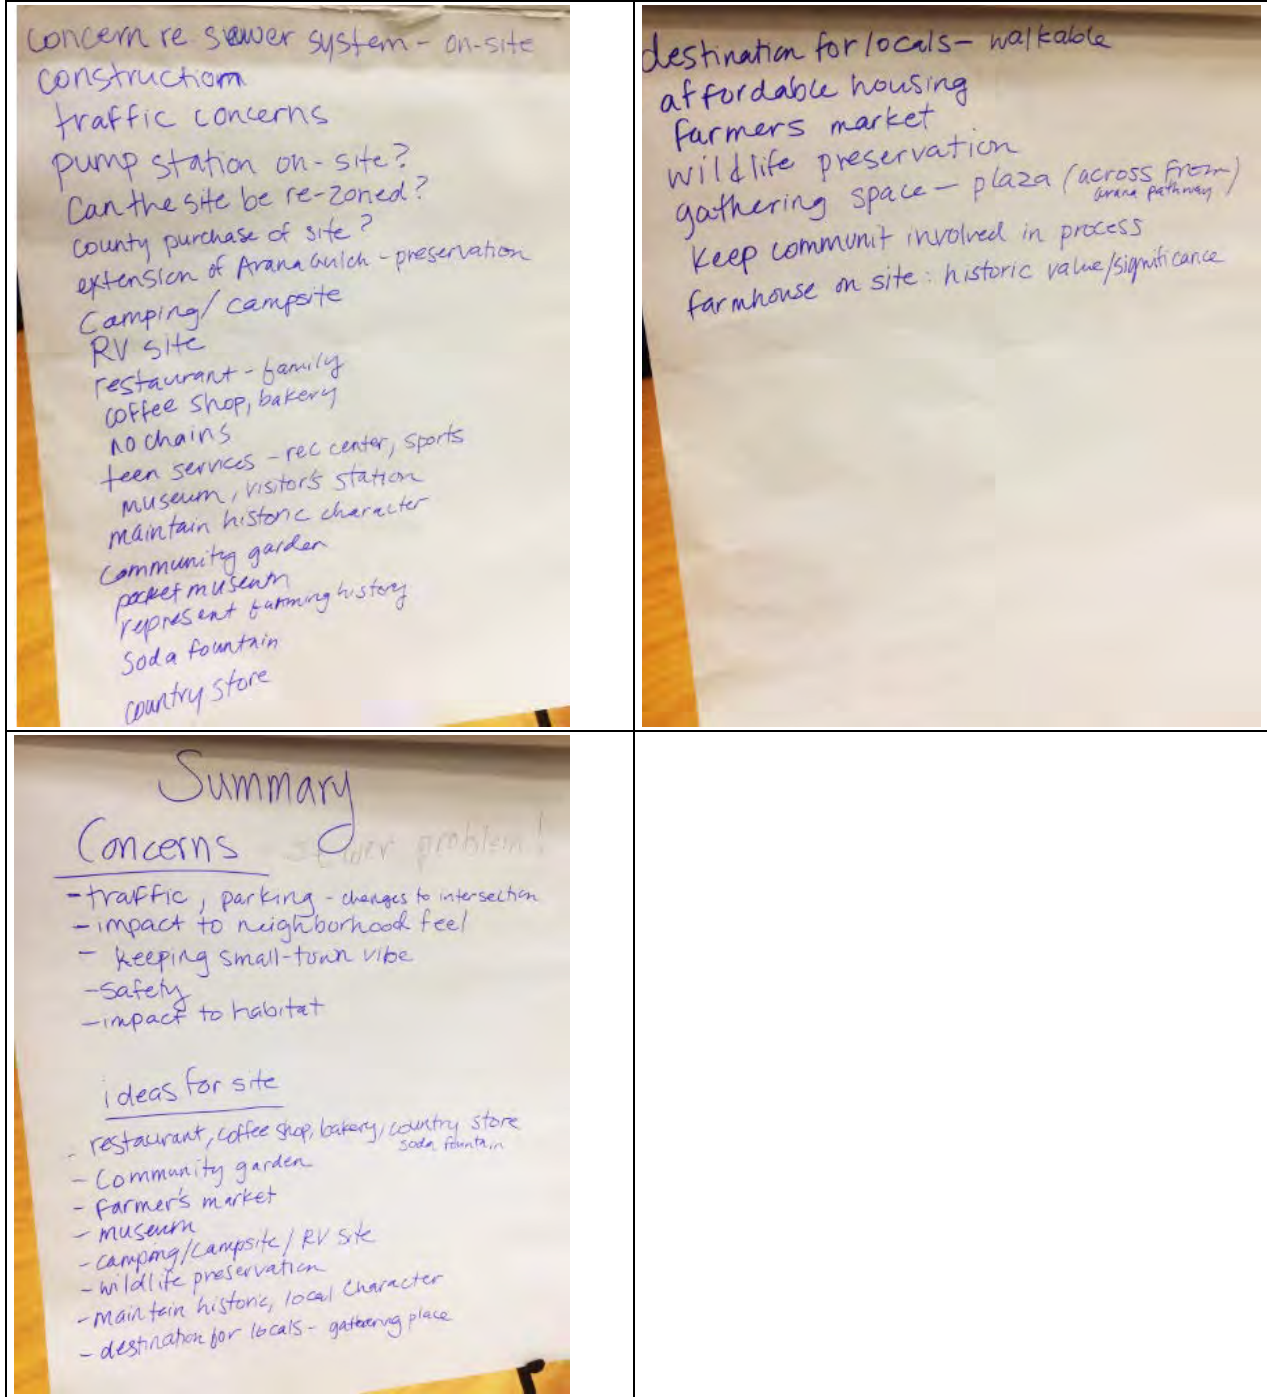 concern re sewer system - on-site
construction
traffic concerns
pump station on-site?
Can the site be re-zoned?
county purchase of site?
extension of Arana Gulch - preservation
Camping/campsite
RV site
restaurant - family
coffee shop, bakery
no chains
teen services - rec center, sports
museum, visitor's station
maintain historic character
community garden
pocket museum
represent farming history
Soda fountain
country store
destination for locals - walkable
affordable housing
farmers market
wildlife preservation
gathering space - plaza (across from
arana pathway)
Keep communit involved in process
farmhouse on site: historic value/significance
Summary
Concerns
- traffic, parking - changes to intersection
- impact to neighborhood feel
- keeping small-town vibe
- safety
- impact to habitat
ideas for site
- restaurant, coffee shop, bakery, country store
soda fountain
- Community garden
- Farmer's market
- museum
- camping/campsite/RV site
- wildlife preservation
- maintain historic, local character
- destination for locals - gathering place